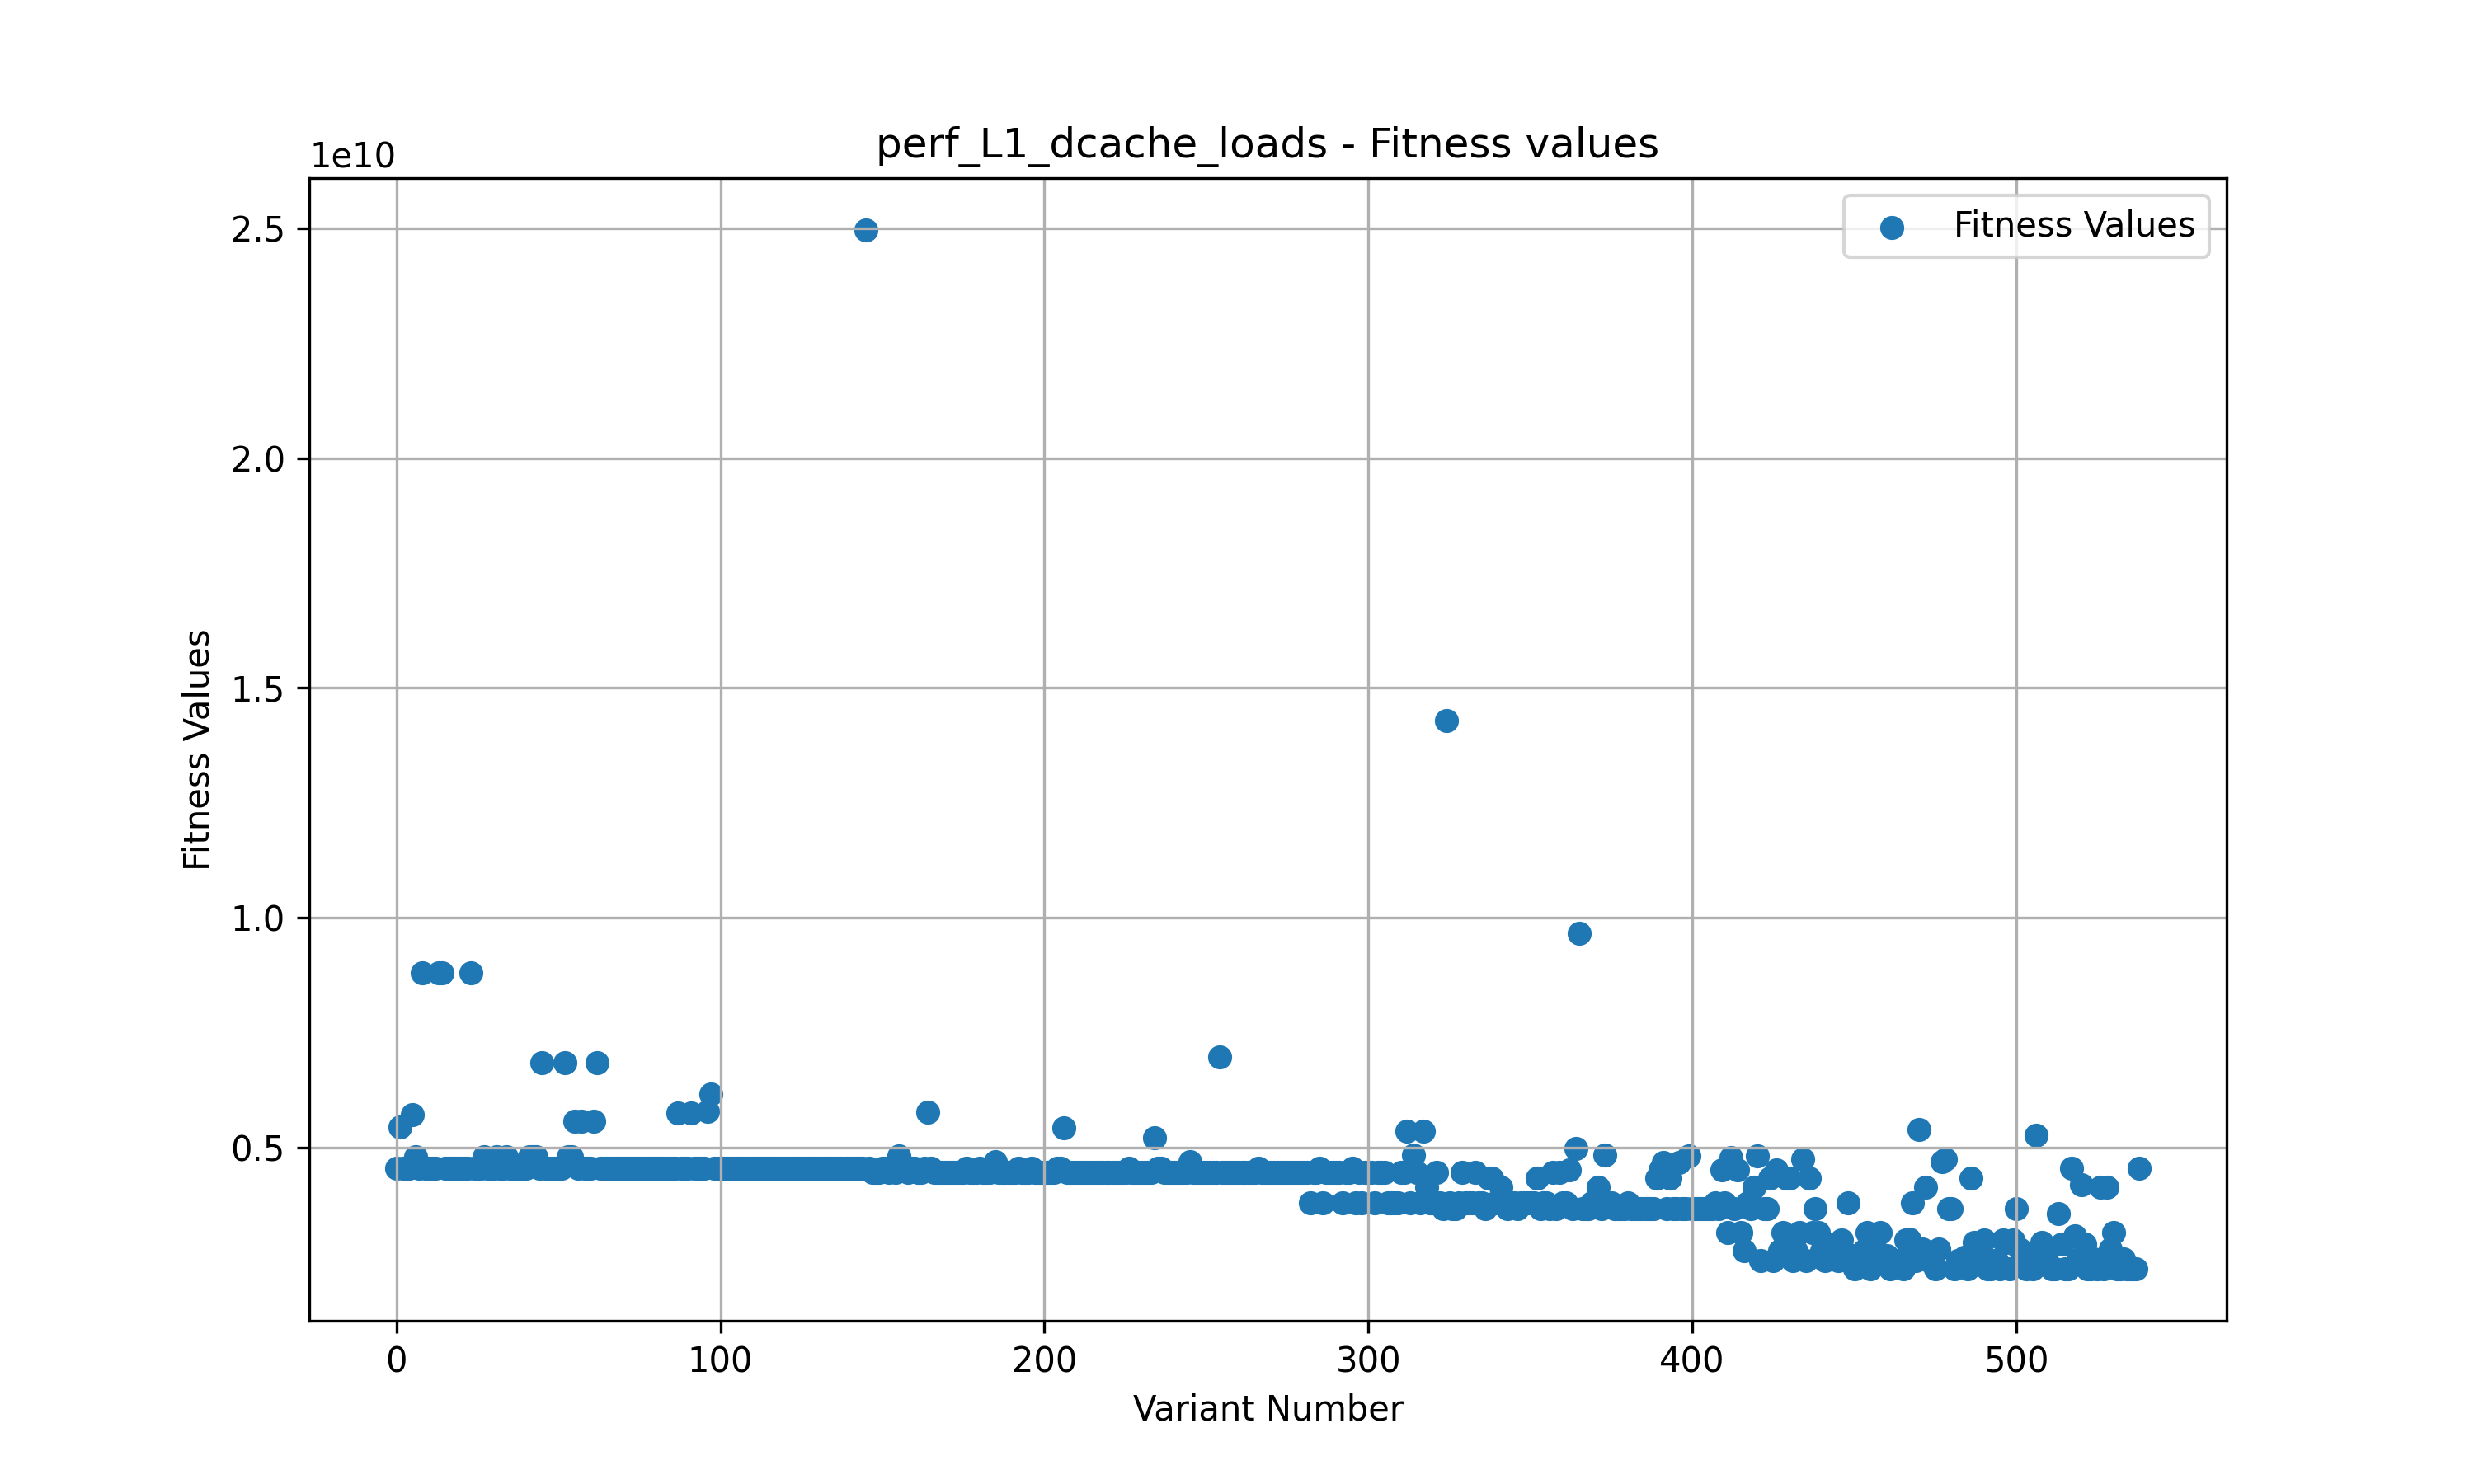 perf_L1_dcache_loads - Fitness values
1e10
Fitness Values
2.5
2.0
1.5
1.0
0.5
Fitness Values
0 100 200 300 400 500
Variant Number